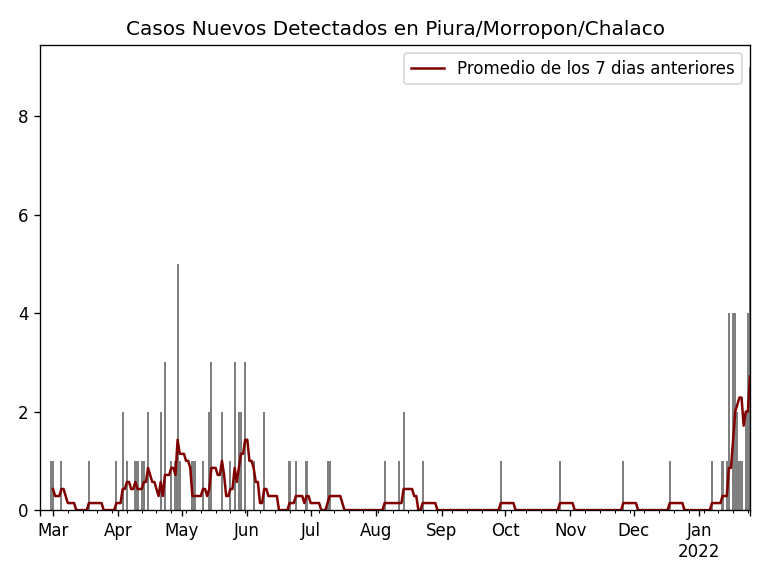 Casos Nuevos Detectados en Piura/Morropon/Chalaco
Promedio de los 7 dias anteriores
8
6
4
2
0
Mar Apr May Jun Jul Aug Sep Oct Nov Dec Jan
2022